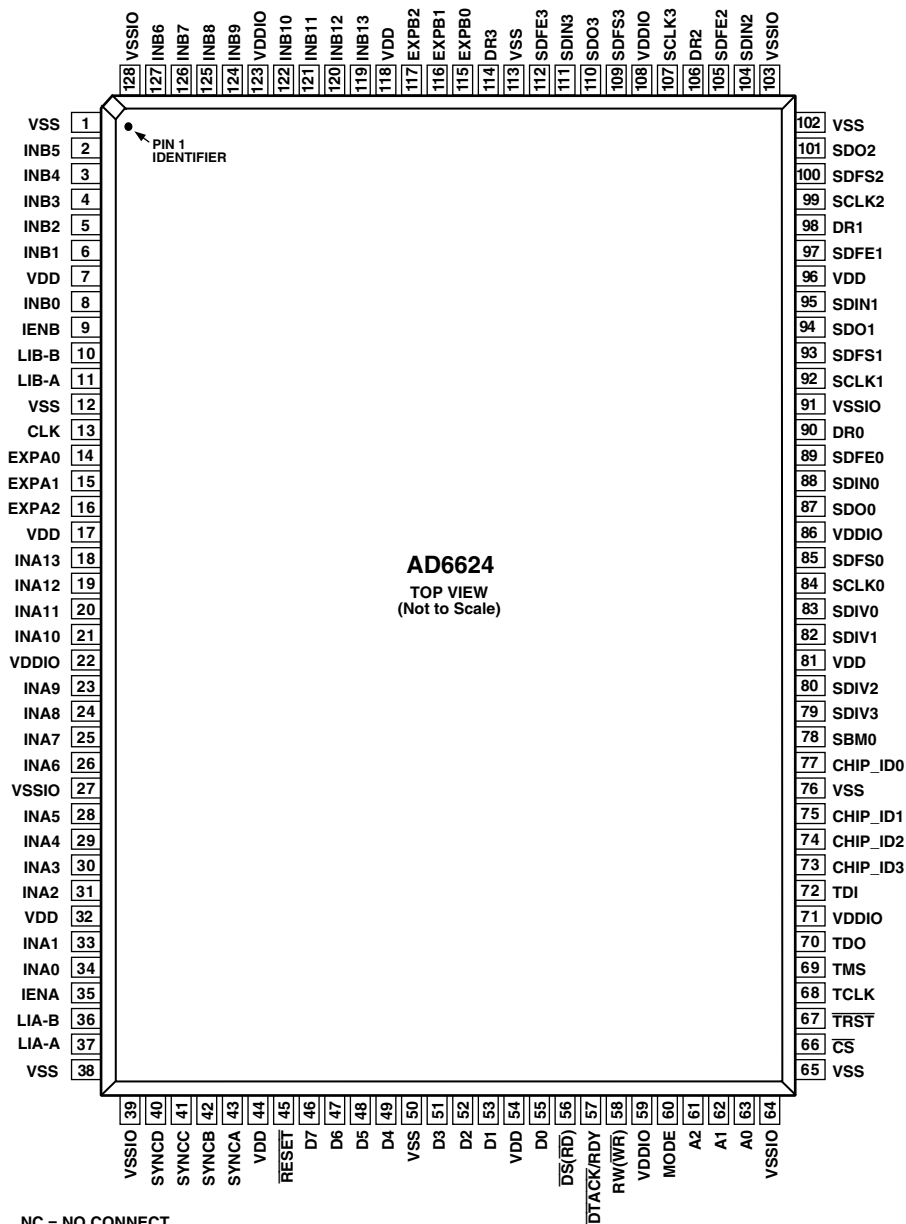 128 VSSIO
127 INB6
126 INB7
125 INB8
124 INB9
123 VDDIO
122 INB10
121 INB11
120 INB12
119 INB13
118 VDD
117 EXPB2
116 EXPB1
115 EXPB0
114 DR3
113 VSS
112 SDFE3
111 SDIN3
110 SDO3
109 SDFS3
108 VDDIO
107 SCLK3
106 DR2
105 SDFE2
104 SDIN2
103 VSSIO
VSS 1
INB5 2
INB4 3
INB3 4
INB2 5
INB1 6
VDD 7
INB0 8
IENB 9
LIB-B 10
LIB-A 11
VSS 12
CLK 13
EXPA0 14
EXPA1 15
EXPA2 16
VDD 17
INA13 18
INA12 19
INA11 20
INA10 21
VDDIO 22
INA9 23
INA8 24
INA7 25
INA6 26
VSSIO 27
INA5 28
INA4 29
INA3 30
INA2 31
VDD 32
INA1 33
INA0 34
IENA 35
LIA-B 36
LIA-A 37
VSS 38
PIN 1
IDENTIFIER
AD6624
TOP VIEW
(Not to Scale)
102 VSS
101 SDO2
100 SDFS2
99 SCLK2
98 DR1
97 SDFE1
96 VDD
95 SDIN1
94 SDO1
93 SDFS1
92 SCLK1
91 VSSIO
90 DR0
89 SDFE0
88 SDIN0
87 SDO0
86 VDDIO
85 SDFS0
84 SCLK0
83 SDIV0
82 SDIV1
81 VDD
80 SDIV2
79 SDIV3
78 SBM0
77 CHIP_ID0
76 VSS
75 CHIP_ID1
74 CHIP_ID2
73 CHIP_ID3
72 TDI
71 VDDIO
70 TDO
69 TMS
68 TCLK
67 TRST
66 CS
65 VSS
39 VSSIO
40 SYNCD
41 SYNCC
42 SYNCB
43 SYNCA
44 VDD
45 RESET
46 D7
47 D6
48 D5
49 D4
50 VSS
51 D3
52 D2
53 D1
54 VDD
55 D0
56 DS(RD)
57 DTACK/RDY
58 RW(WR)
59 VDDIO
60 MODE
61 A2
62 A1
63 A0
64 VSSIO
NC = NO CONNECT